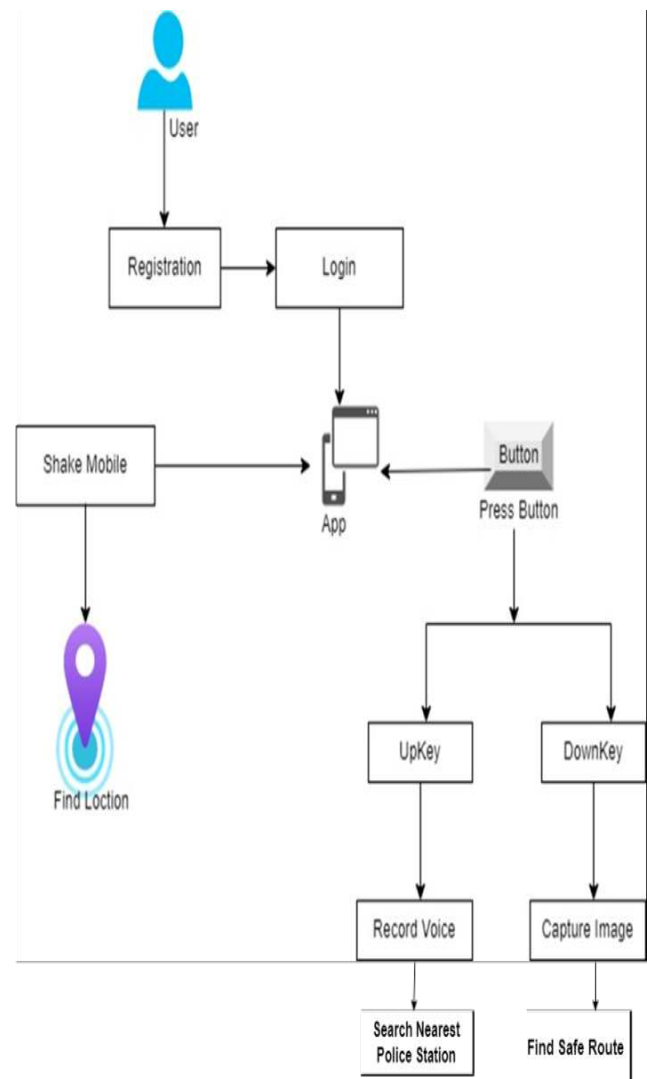 User
Registration
Login
Shake Mobile
App
Button
Press Button
Find Loction
UpKey
DownKey
Record Voice
Capture Image
Search Nearest
Police Station
Find Safe Route